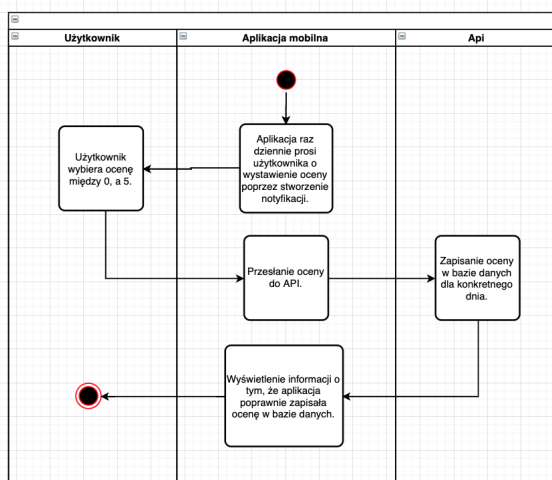 Użytkownik
Aplikacja mobilna
Api
Aplikacja raz
dziennie prosi
użytkownika o
wystawienie oceny
poprzez stworzenie
notyfikacji.
Użytkownik
wybiera ocenę
między 0, a 5.
Przesłanie oceny
do API.
Zapisanie oceny
w bazie danych
dla konkretnego
dnia.
Wyświetlenie informacji o
tym, że aplikacja
poprawnie zapisała
ocenę w bazie danych.